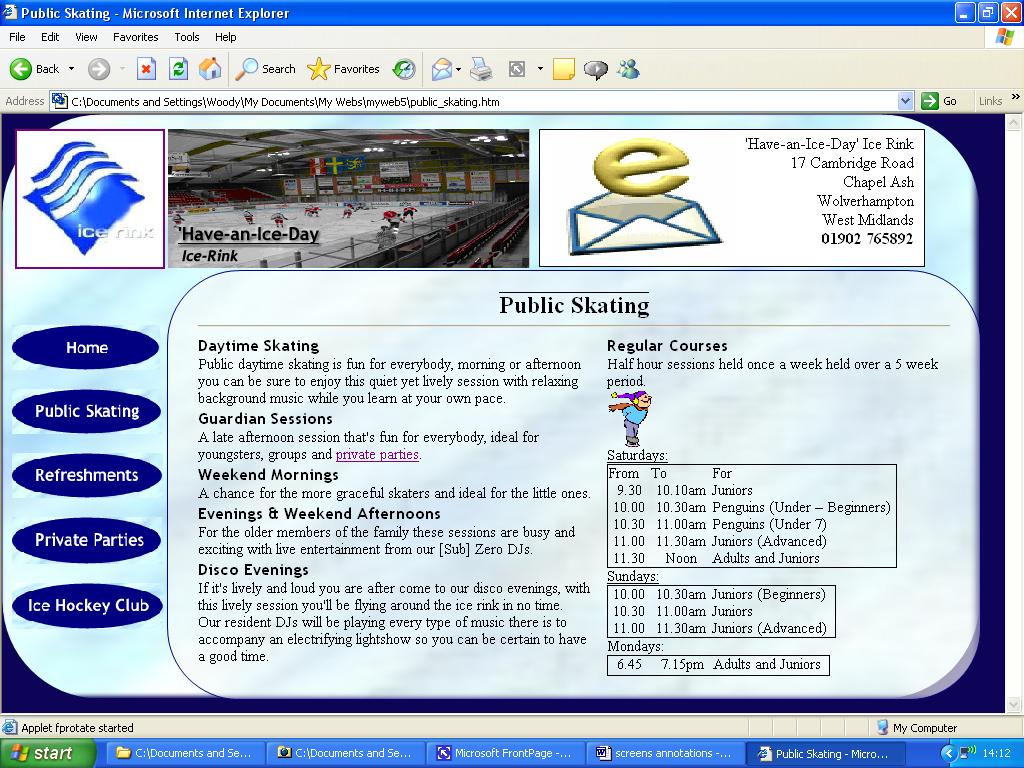 Public Skating - Microsoft Internet Explorer
File Edit View Favorites Tools Help
Back Search Favorites
Address C:\Documents and Settings\Woody\My Documents\My Webs\myweb5\public_skating.htm Go Links »
ice rink
'Have-an-Ice-Day
Ice-Rink
e
'Have-an-Ice-Day' Ice Rink
17 Cambridge Road
Chapel Ash
Wolverhampton
West Midlands
01902 765892
Home
Public Skating
Refreshments
Private Parties
Ice Hockey Club
Public Skating
Daytime Skating
Public daytime skating is fun for everybody, morning or afternoon
you can be sure to enjoy this quiet yet lively session with relaxing
background music while you learn at your own pace.
Guardian Sessions
A late afternoon session that's fun for everybody, ideal for
youngsters, groups and private parties.
Weekend Mornings
A chance for the more graceful skaters and ideal for the little ones.
Evenings & Weekend Afternoons
For the older members of the family these sessions are busy and
exciting with live entertainment from our [Sub] Zero DJs.
Disco Evenings
If it's lively and loud you are after come to our disco evenings, with
this lively session you'll be flying around the ice rink in no time.
Our resident DJs will be playing every type of music there is to
accompany an electrifying lightshow so you can be certain to have
a good time.
Regular Courses
Half hour sessions held once a week held over a 5 week
period.
Saturdays:
From To For
9.30 10.10am Juniors
10.00 10.30am Penguins (Under – Beginners)
10.30 11.00am Penguins (Under 7)
11.00 11.30am Juniors (Advanced)
11.30 Noon Adults and Juniors
Sundays:
10.00 10.30am Juniors (Beginners)
10.30 11.00am Juniors
11.00 11.30am Juniors (Advanced)
Mondays:
6.45 7.15pm Adults and Juniors
Applet fprotate started My Computer
start C:\Documents and Se... C:\Documents and Se... Microsoft FrontPage -... screens annotations -... Public Skating - Micro... 14:12